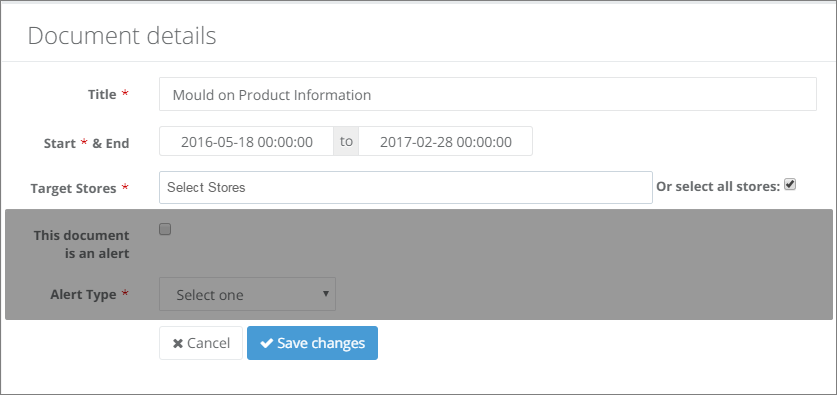 Document details
Title *
Mould on Product Information
Start * & End
2016-05-18 00:00:00 to 2017-02-28 00:00:00
Target Stores *
Select Stores
Or select all stores:
This document
is an alert
Alert Type *
Select one
Cancel
Save changes